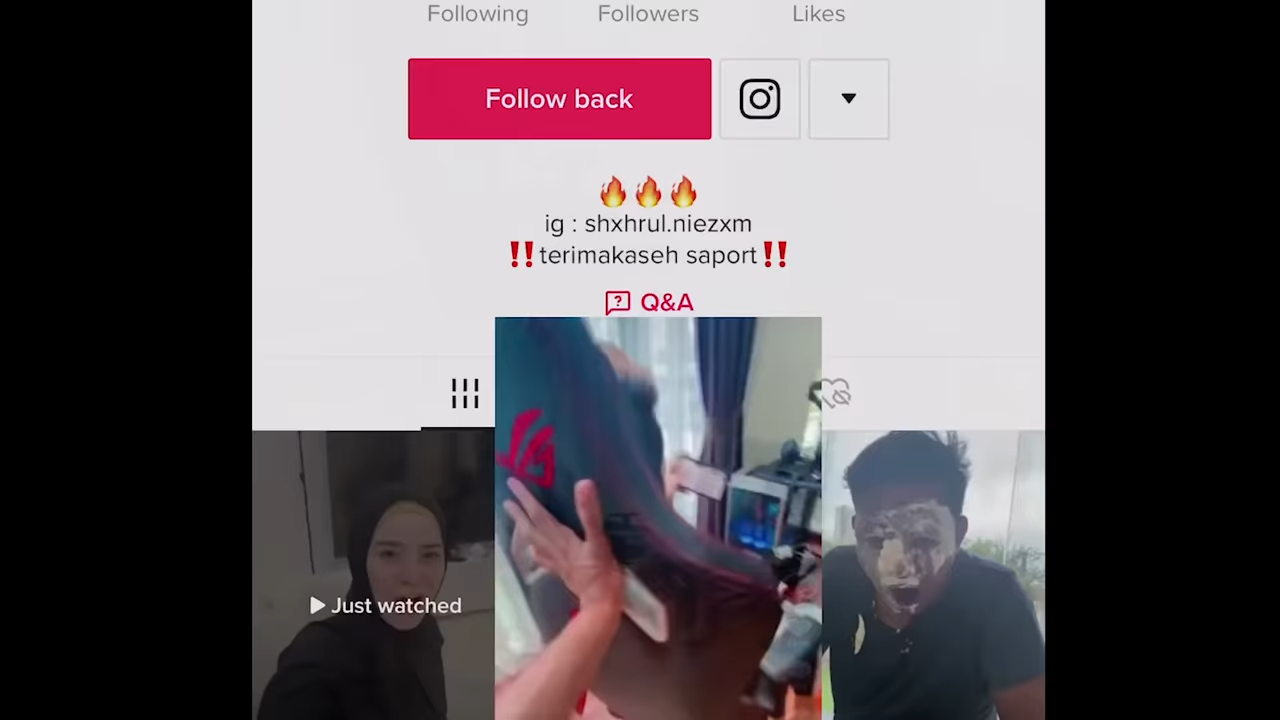 Following Followers Likes
Follow back
🔥🔥🔥
ig : shxhrul.niezxm
‼️terimakaseh saport‼️
Q&A
Just watched